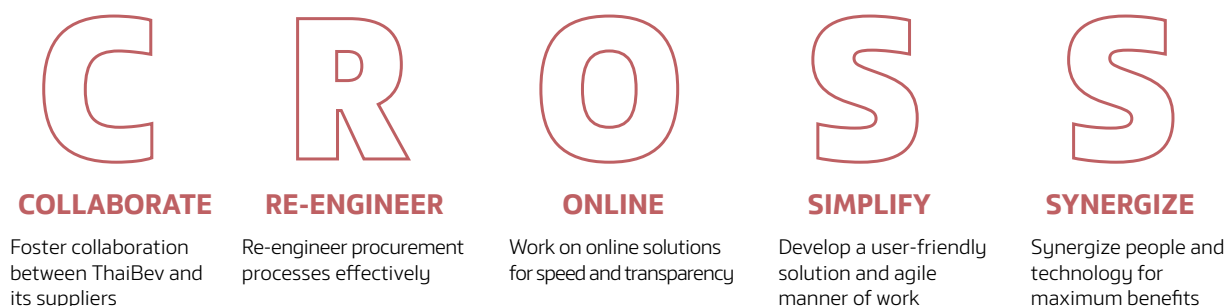 C R O S S
COLLABORATE
Foster collaboration
between ThaiBev and
its suppliers
RE-ENGINEER
Re-engineer procurement
processes effectively
ONLINE
Work on online solutions
for speed and transparency
SIMPLIFY
Develop a user-friendly
solution and agile
manner of work
SYNERGIZE
Synergize people and
technology for
maximum benefits